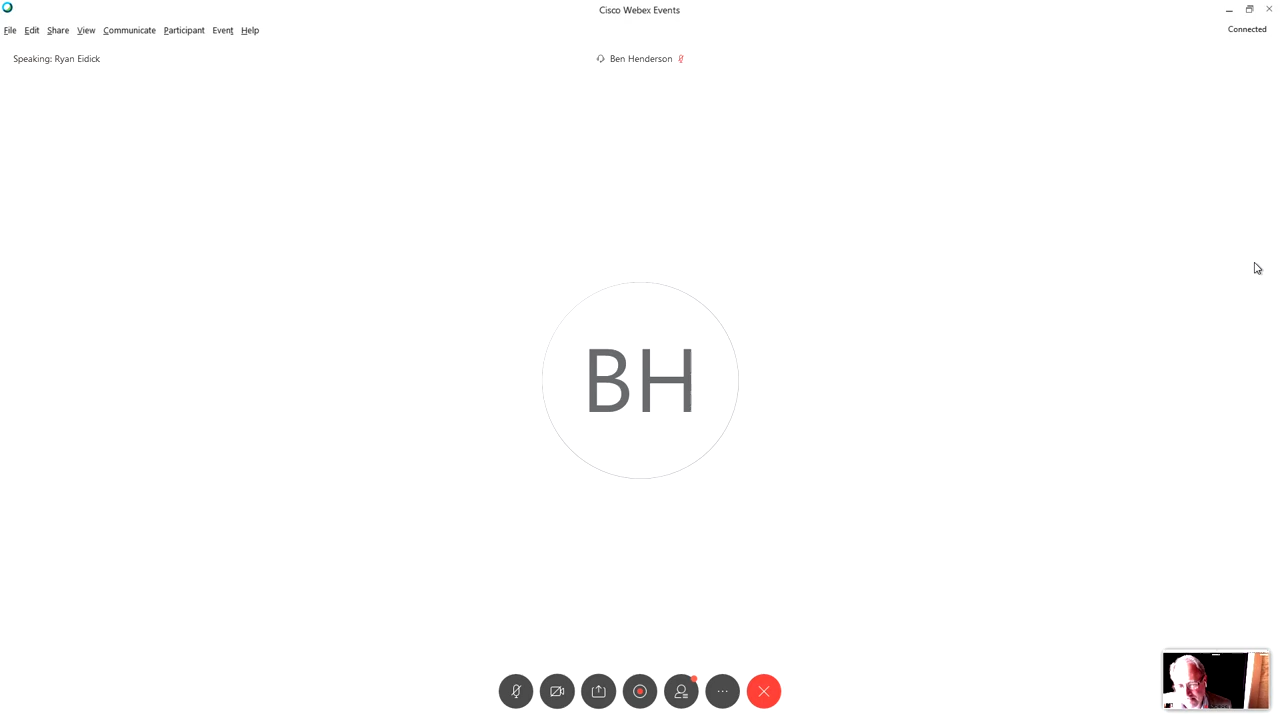 Cisco Webex Events
File Edit Share View Communicate Participant Event Help
Connected
Speaking: Ryan Eidick
Ben Henderson
BH